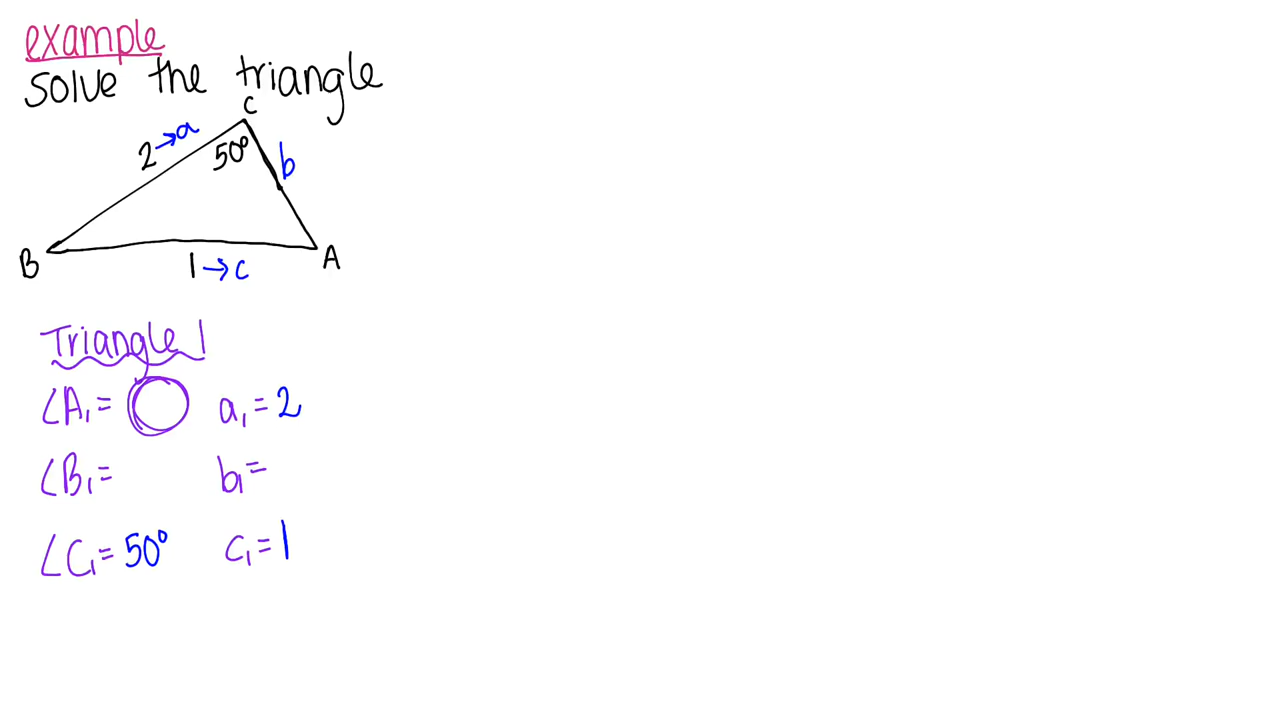 example
solve the triangle
C
2→a
50°
b
B
1→c
A
Triangle 1
∠A₁= a₁=2
∠B₁= b₁=
∠C₁=50° c₁=1